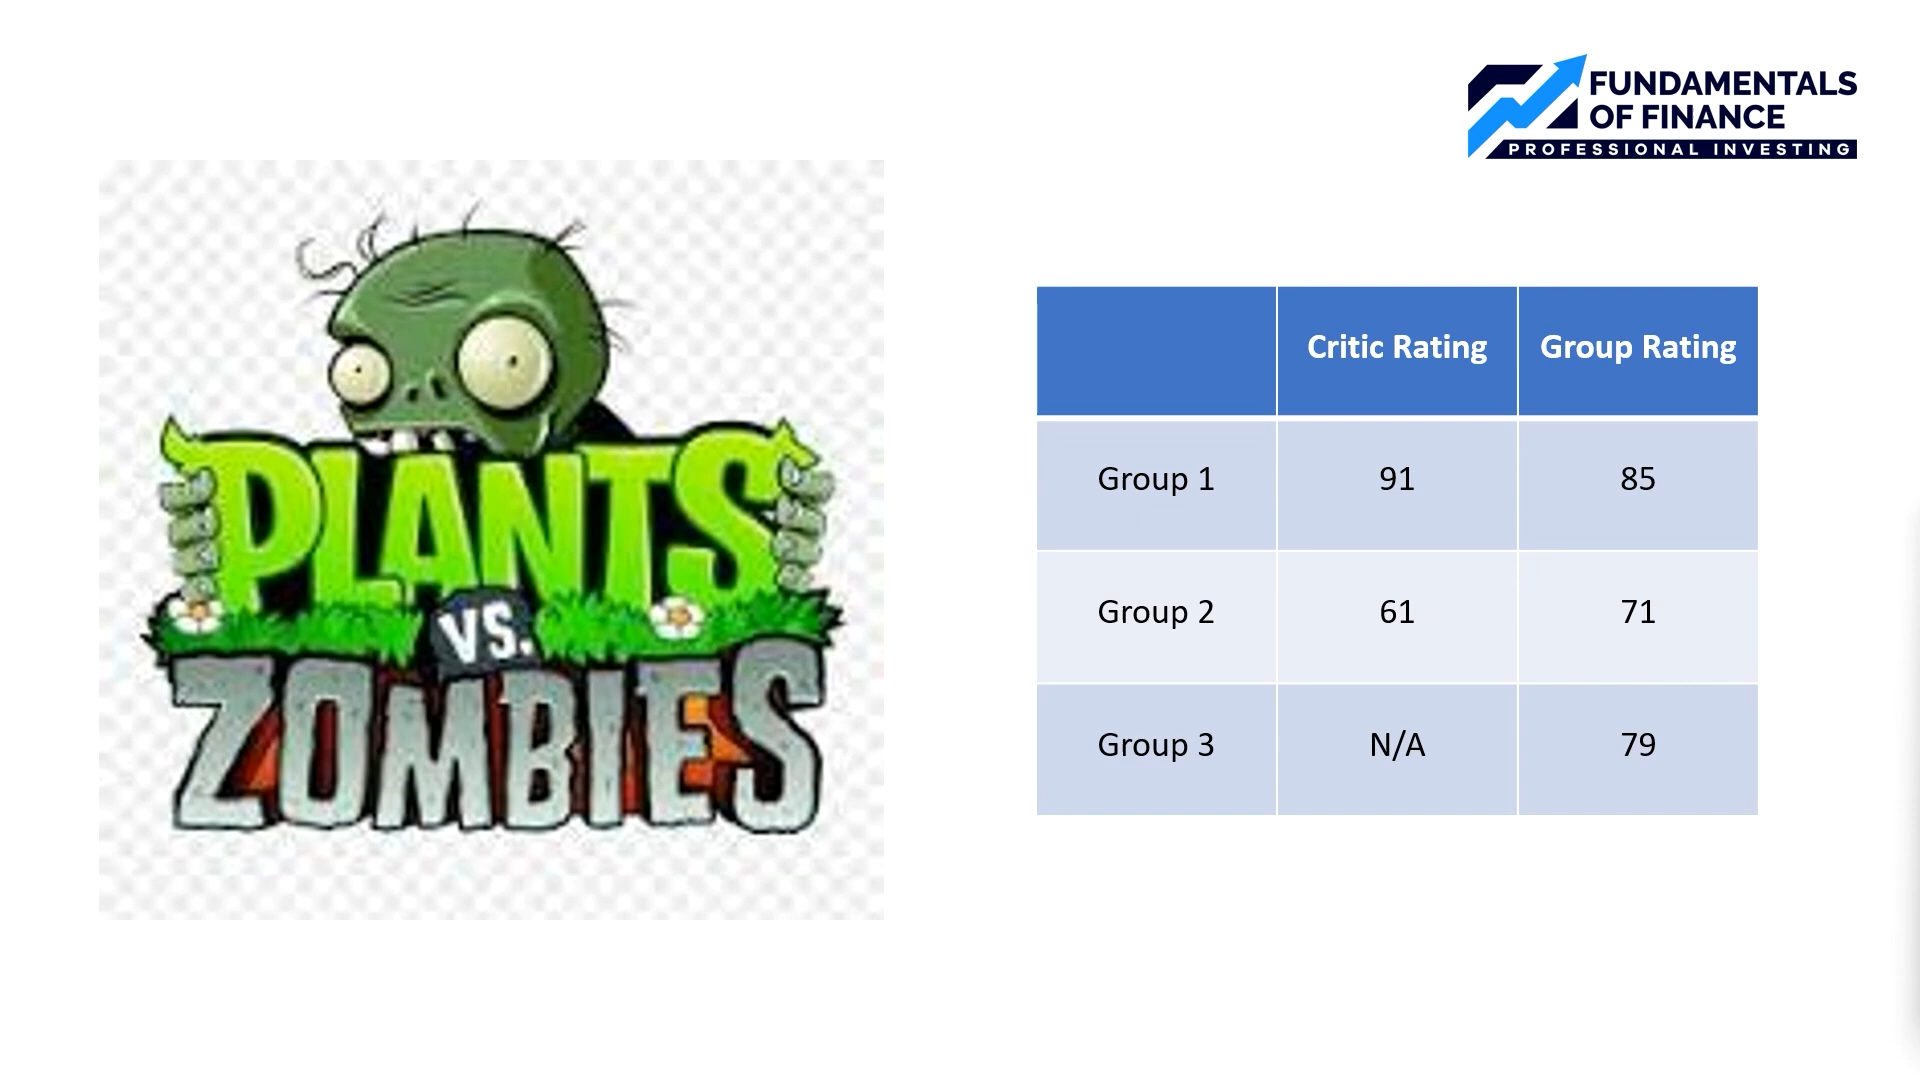 FUNDAMENTALS
OF FINANCE
PROFESSIONAL INVESTING
PLANTS
VS.
ZOMBIES
Critic Rating Group Rating
Group 1 91 85
Group 2 61 71
Group 3 N/A 79